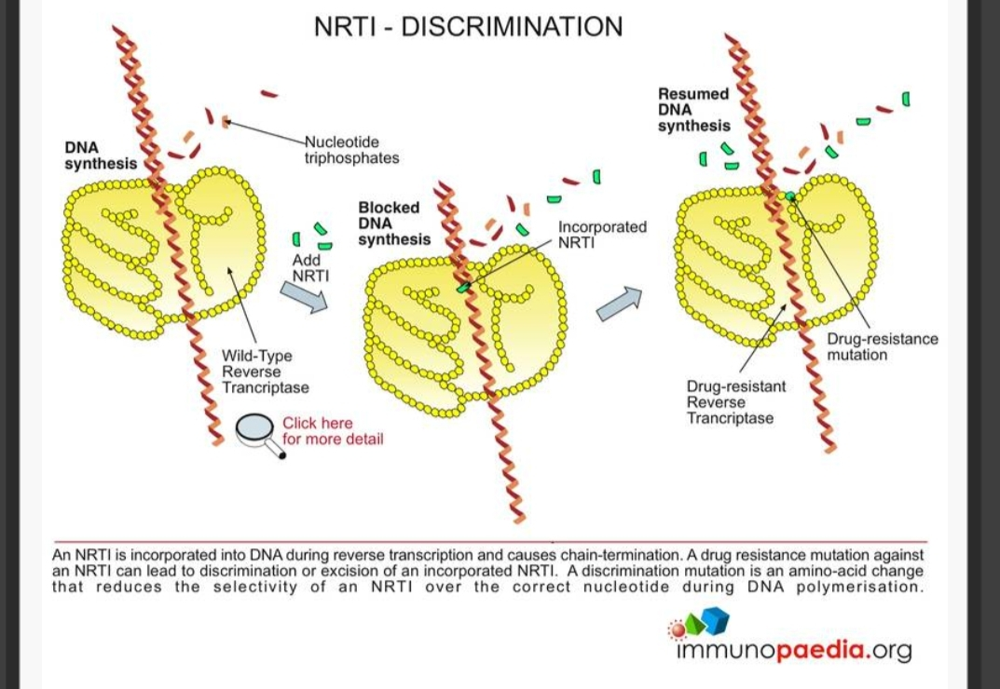 NRTI - DISCRIMINATION
DNA
synthesis
Nucleotide
triphosphates
Add
NRTI
Wild-Type
Reverse
Trancriptase
Click here
for more detail
Blocked
DNA
synthesis
Incorporated
NRTI
Resumed
DNA
synthesis
Drug-resistance
mutation
Drug-resistant
Reverse
Trancriptase
An NRTI is incorporated into DNA during reverse transcription and causes chain-termination. A drug resistance mutation against
an NRTI can lead to discrimination or excision of an incorporated NRTI. A discrimination mutation is an amino-acid change
that reduces the selectivity of an NRTI over the correct nucleotide during DNA polymerisation.
immunopaedia.org